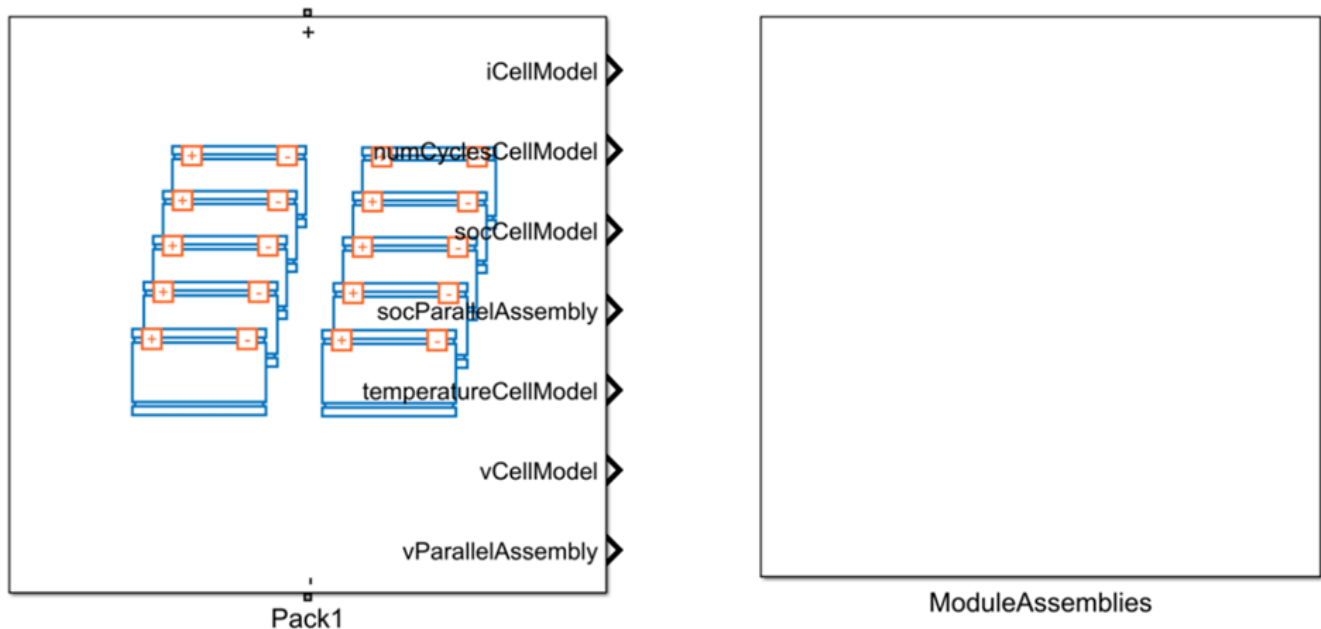 +
iCellModel
numCyclesCellModel
+ - + -
+ - + -
socCellModel
+ - + -
+ - + -
socParallelAssembly
+ - + -
temperatureCellModel
vCellModel
vParallelAssembly
-
Pack1
ModuleAssemblies